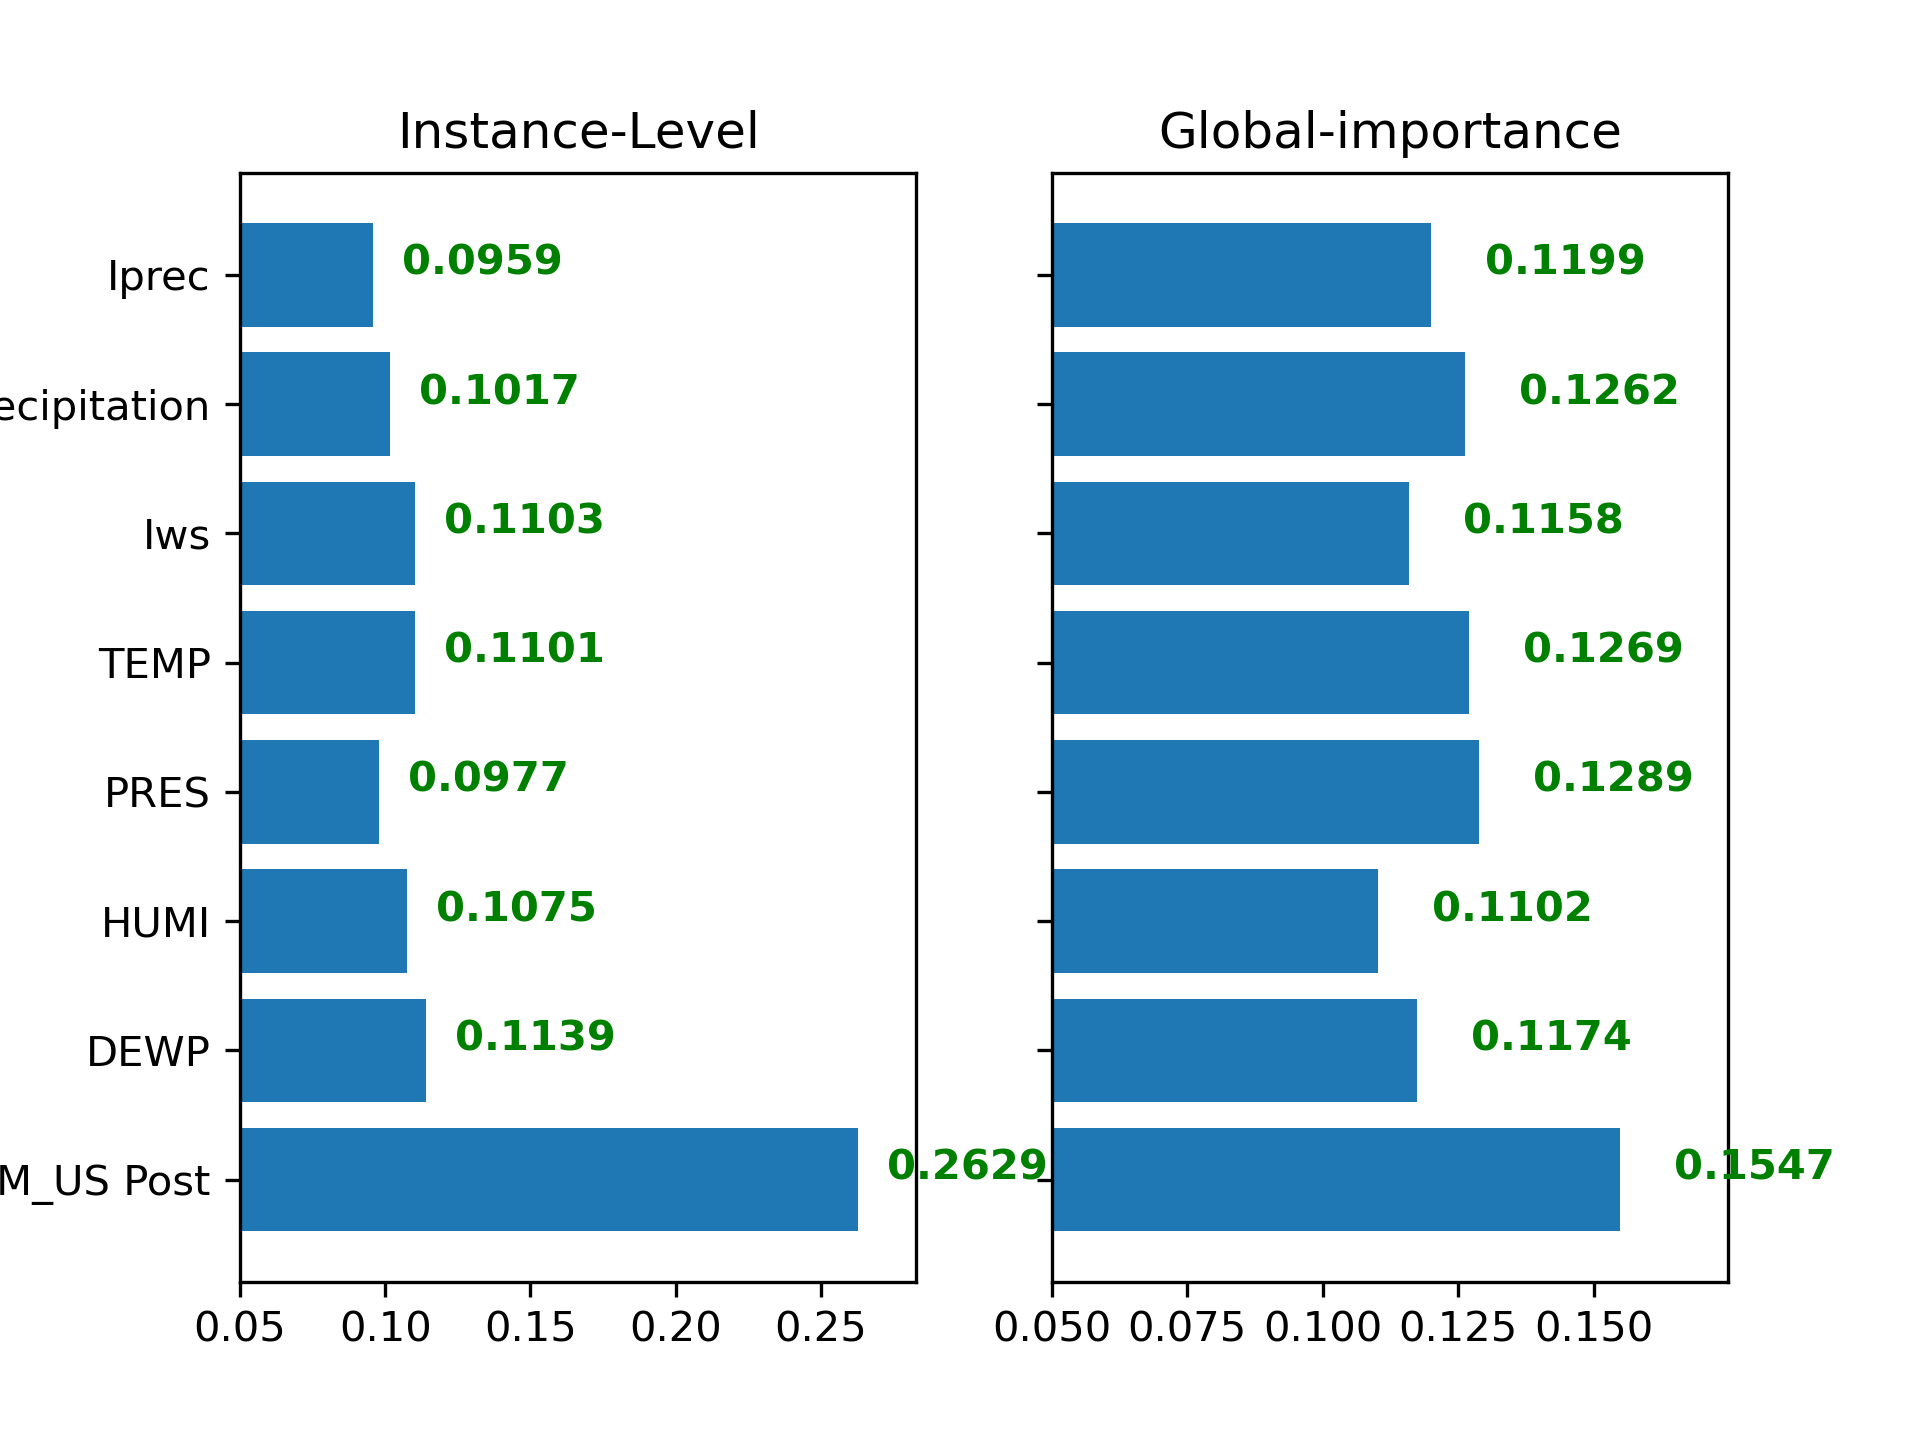 Instance-Level
Iprec 0.0959
ecipitation 0.1017
Iws 0.1103
TEMP 0.1101
PRES 0.0977
HUMI 0.1075
DEWP 0.1139
M_US Post 0.2629
0.05 0.10 0.15 0.20 0.25
Global-importance
0.1199
0.1262
0.1158
0.1269
0.1289
0.1102
0.1174
0.1547
0.050 0.075 0.100 0.125 0.150